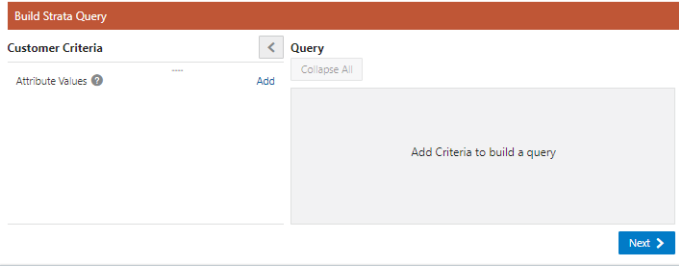 Build Strata Query
Customer Criteria
Attribute Values
Add
Query
Collapse All
Add Criteria to build a query
Next